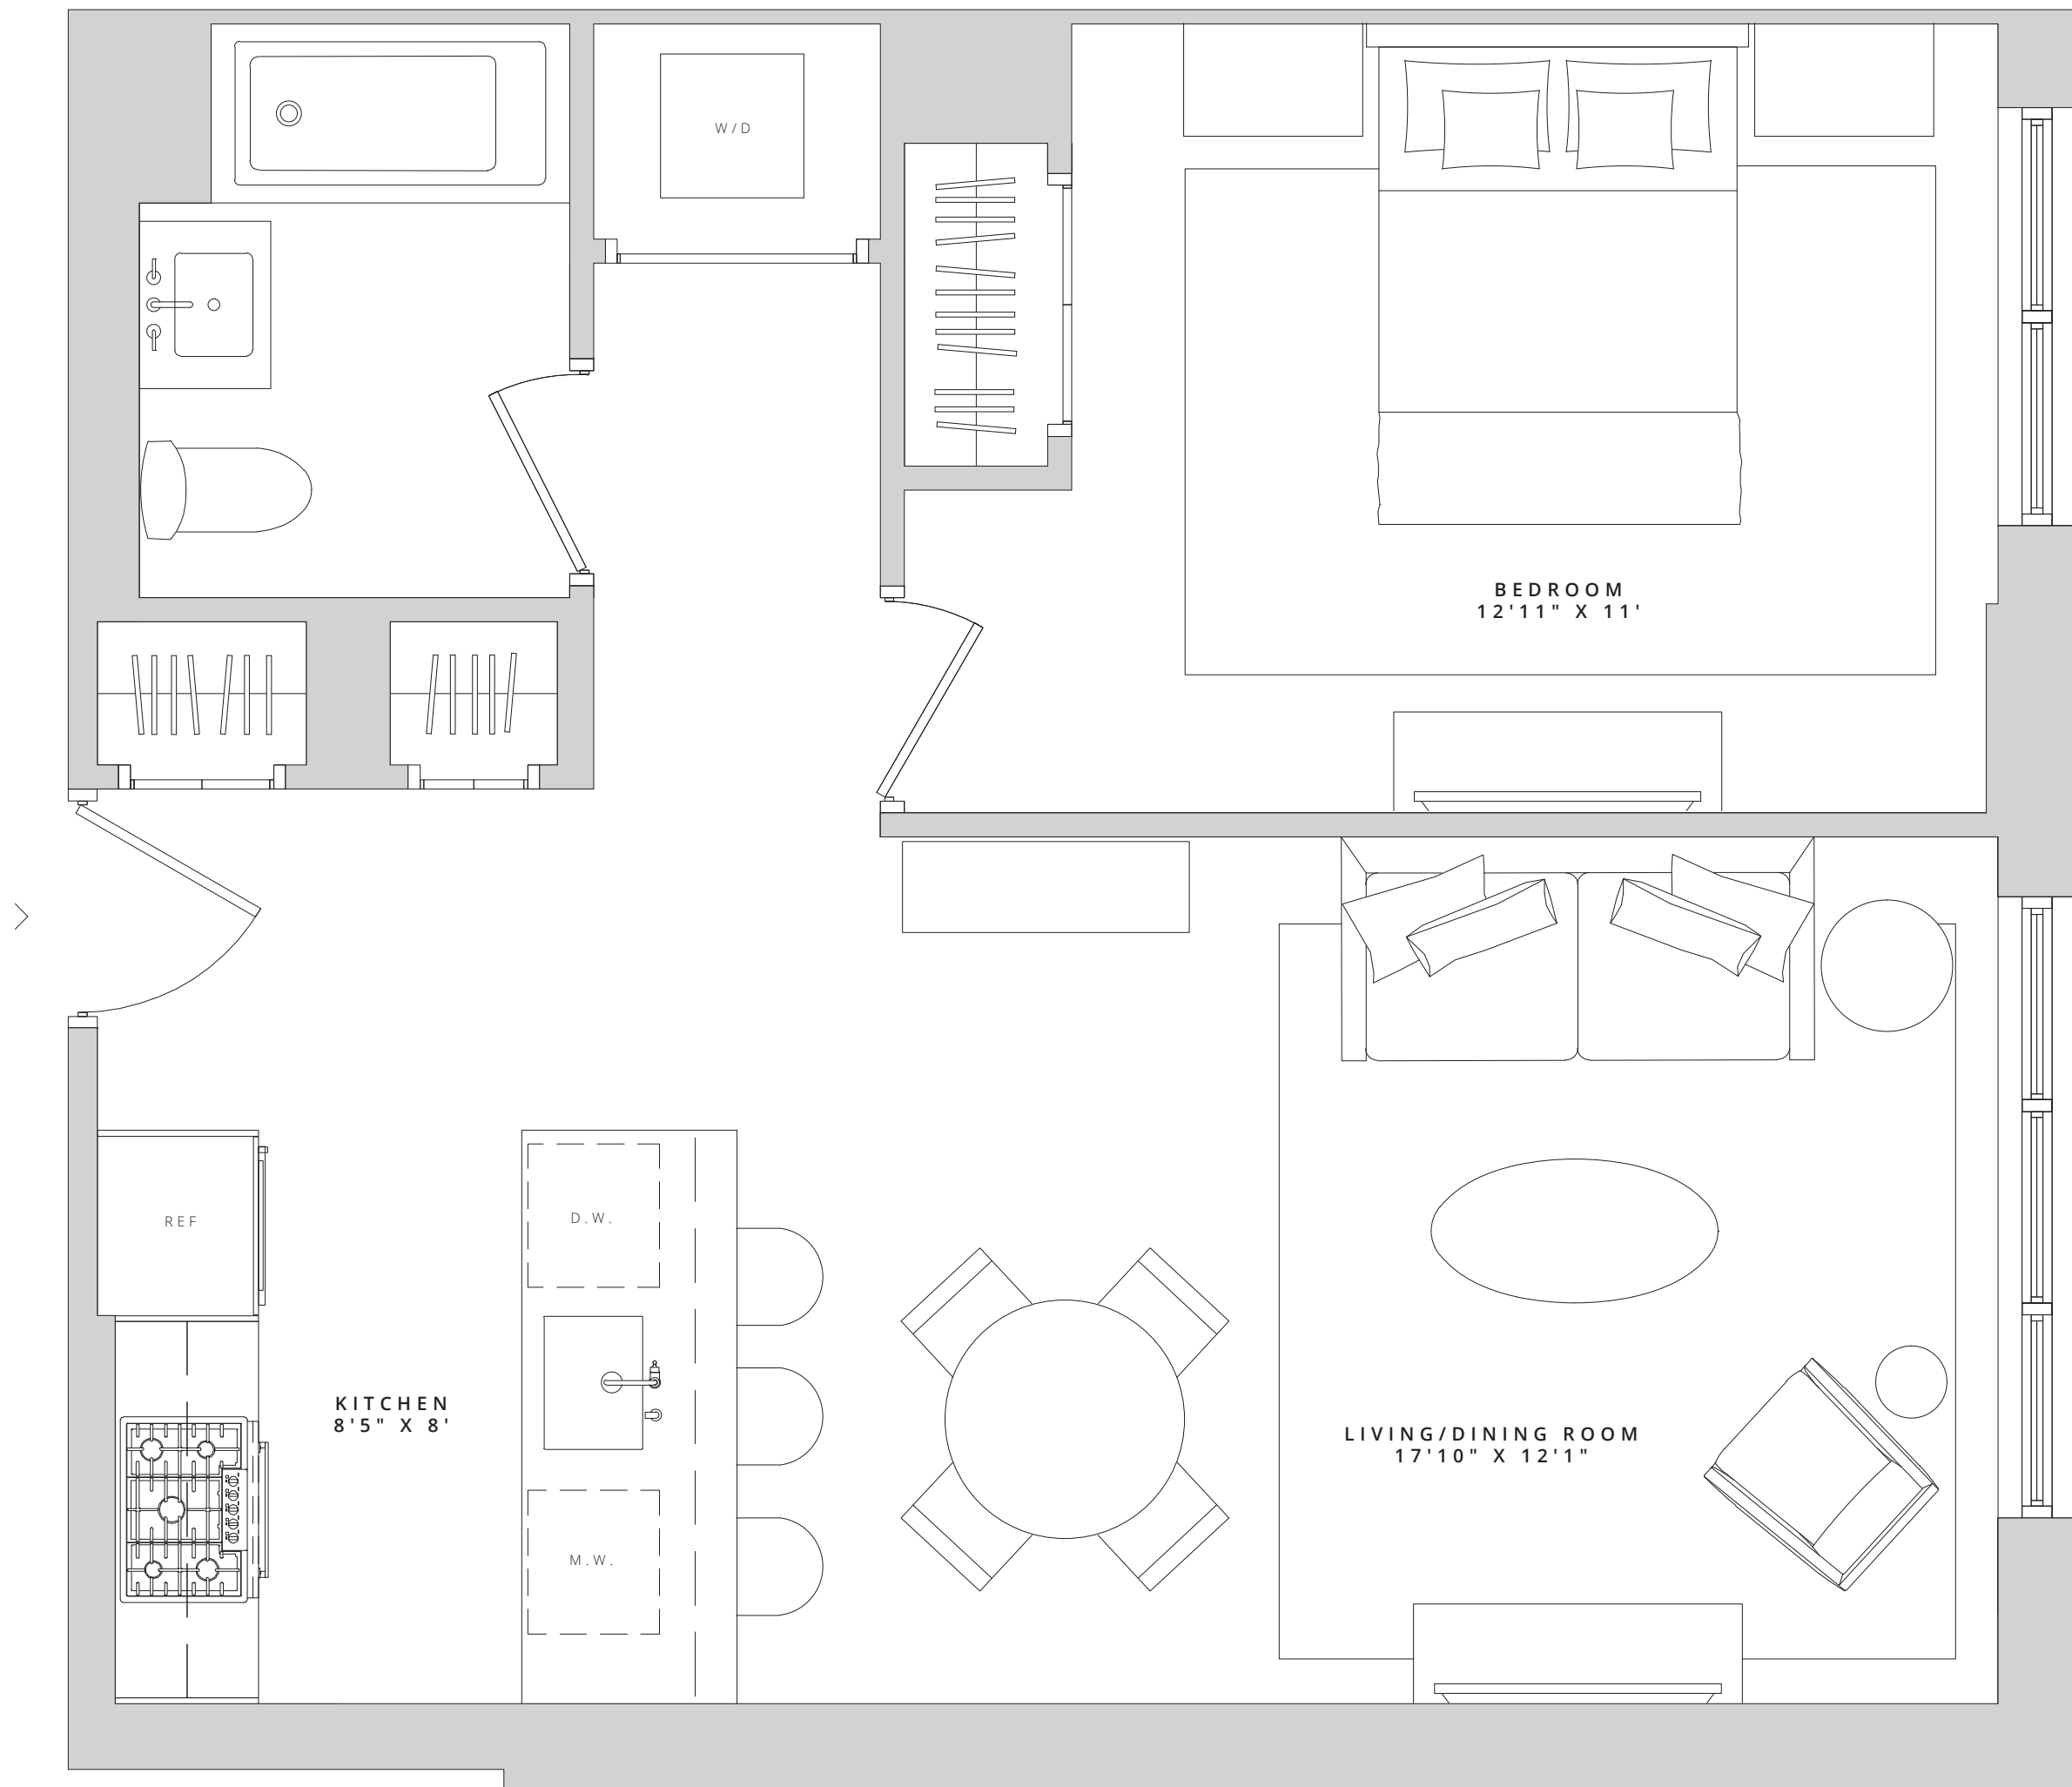 W/D
BEDROOM
12'11" X 11'
REF
D.W.
KITCHEN
8'5" X 8'
M.W.
LIVING/DINING ROOM
17'10" X 12'1"